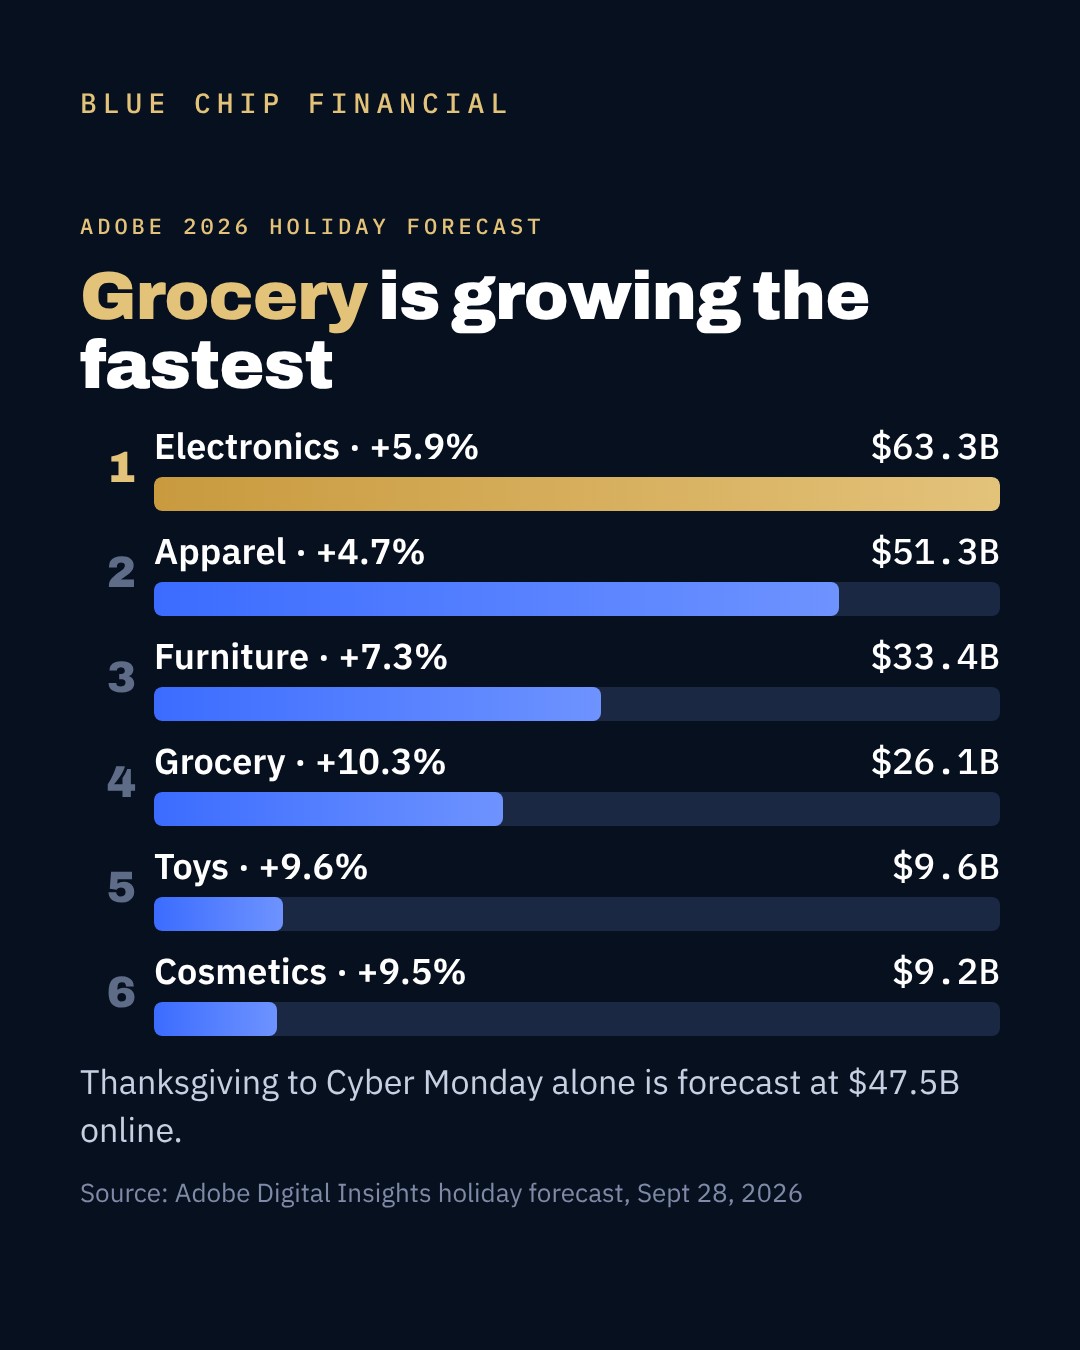 BLUE CHIP FINANCIAL
ADOBE 2026 HOLIDAY FORECAST
Grocery is growing the
fastest
1 Electronics · +5.9% $63.3B
2 Apparel · +4.7% $51.3B
3 Furniture · +7.3% $33.4B
4 Grocery · +10.3% $26.1B
5 Toys · +9.6% $9.6B
6 Cosmetics · +9.5% $9.2B
Thanksgiving to Cyber Monday alone is forecast at $47.5B
online.
Source: Adobe Digital Insights holiday forecast, Sept 28, 2026